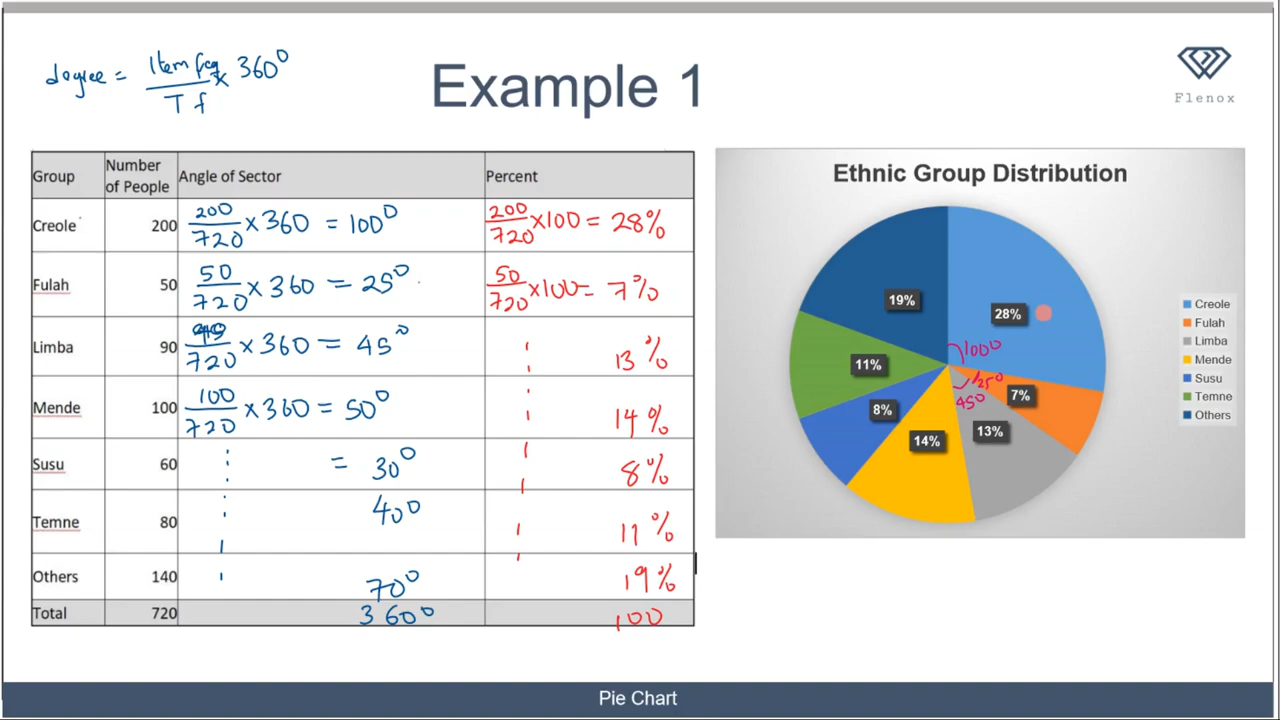 degree = Item feq / T f × 360°
Example 1
Flenox
Group Number of People Angle of Sector Percent
Creole 200 200/720 × 360 = 100° 200/720 × 100 = 28%
Fulah 50 50/720 × 360 = 25° 50/720 × 100 = 7%
Limba 90 /720 × 360 = 45° 13%
Mende 100 100/720 × 360 = 50° 14%
Susu 60 = 30° 8%
Temne 80 40° 11%
Others 140 70° 19%
Total 720 360° 100
Ethnic Group Distribution
19%
28%
100°
11%
25°
7%
45°
8%
13%
14%
Creole
Fulah
Limba
Mende
Susu
Temne
Others
Pie Chart